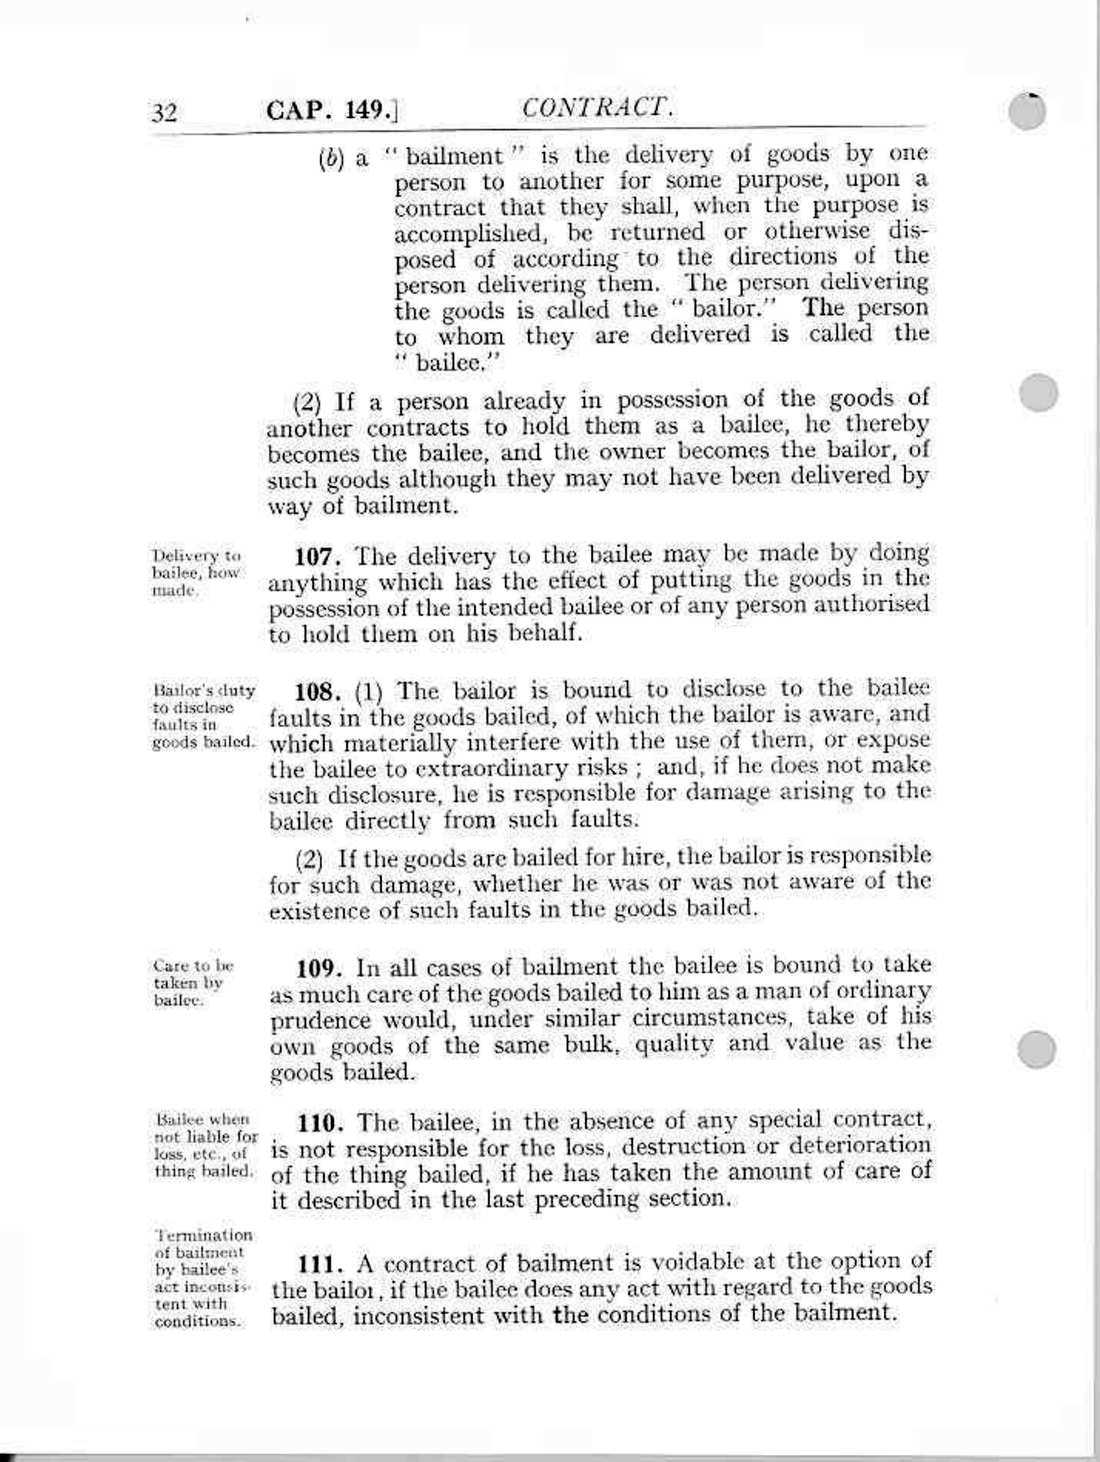 32 CAP. 149.] CONTRACT.
(b) a “ bailment ” is the delivery of goods by one
person to another for some purpose, upon a
contract that they shall, when the purpose is
accomplished, be returned or otherwise dis-
posed of according to the directions of the
person delivering them. The person delivering
the goods is called the “ bailor.” The person
to whom they are delivered is called the
“ bailee.”
(2) If a person already in possession of the goods of
another contracts to hold them as a bailee, he thereby
becomes the bailee, and the owner becomes the bailor, of
such goods although they may not have been delivered by
way of bailment.
Delivery to
bailee, how
made.
107. The delivery to the bailee may be made by doing
anything which has the effect of putting the goods in the
possession of the intended bailee or of any person authorised
to hold them on his behalf.
Bailor's duty
to disclose
faults in
goods bailed.
108. (1) The bailor is bound to disclose to the bailee
faults in the goods bailed, of which the bailor is aware, and
which materially interfere with the use of them, or expose
the bailee to extraordinary risks ; and, if he does not make
such disclosure, he is responsible for damage arising to the
bailee directly from such faults.
(2) If the goods are bailed for hire, the bailor is responsible
for such damage, whether he was or was not aware of the
existence of such faults in the goods bailed.
Care to be
taken by
bailee.
109. In all cases of bailment the bailee is bound to take
as much care of the goods bailed to him as a man of ordinary
prudence would, under similar circumstances, take of his
own goods of the same bulk, quality and value as the
goods bailed.
Bailee when
not liable for
loss, etc., of
thing bailed.
110. The bailee, in the absence of any special contract,
is not responsible for the loss, destruction or deterioration
of the thing bailed, if he has taken the amount of care of
it described in the last preceding section.
Termination
of bailment
by bailee's
act inconsis-
tent with
conditions.
111. A contract of bailment is voidable at the option of
the bailor, if the bailee does any act with regard to the goods
bailed, inconsistent with the conditions of the bailment.